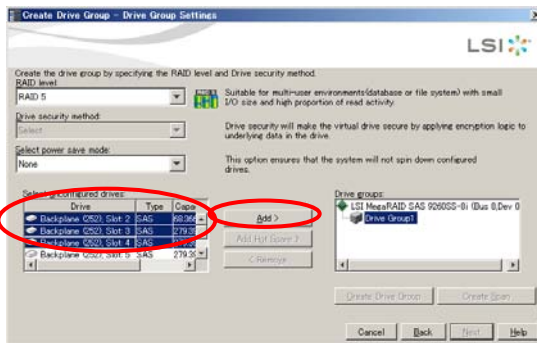 Create Drive Group - Drive Group Settings
LSI
Create the drive group by specifying the RAID level and Drive security method.
RAID level:
RAID 5
Suitable for multi-user environments(database or file system) with small
I/O size and high proportion of read activity.
Drive security method:
Select
Drive security will make the virtual drive secure by applying encryption logic to
underlying data in the drive.
Select power save mode:
None
This option ensures that the system will not spin down configured
drives.
Select unconfigured drives:
Drive Type Capa
Backplane (252), Slot: 2 SAS
Backplane (252), Slot: 3 SAS 279.39
Backplane (252), Slot: 4 SAS
Backplane (252), Slot: 5 SAS 279.39
Add >
Add Hot Spare >
< Remove
Drive groups:
LSI MegaRAID SAS 9260SS-8i (Bus 0,Dev 0
Drive Group1
Create Drive Group
Create Span
Cancel
Back
Next
Help